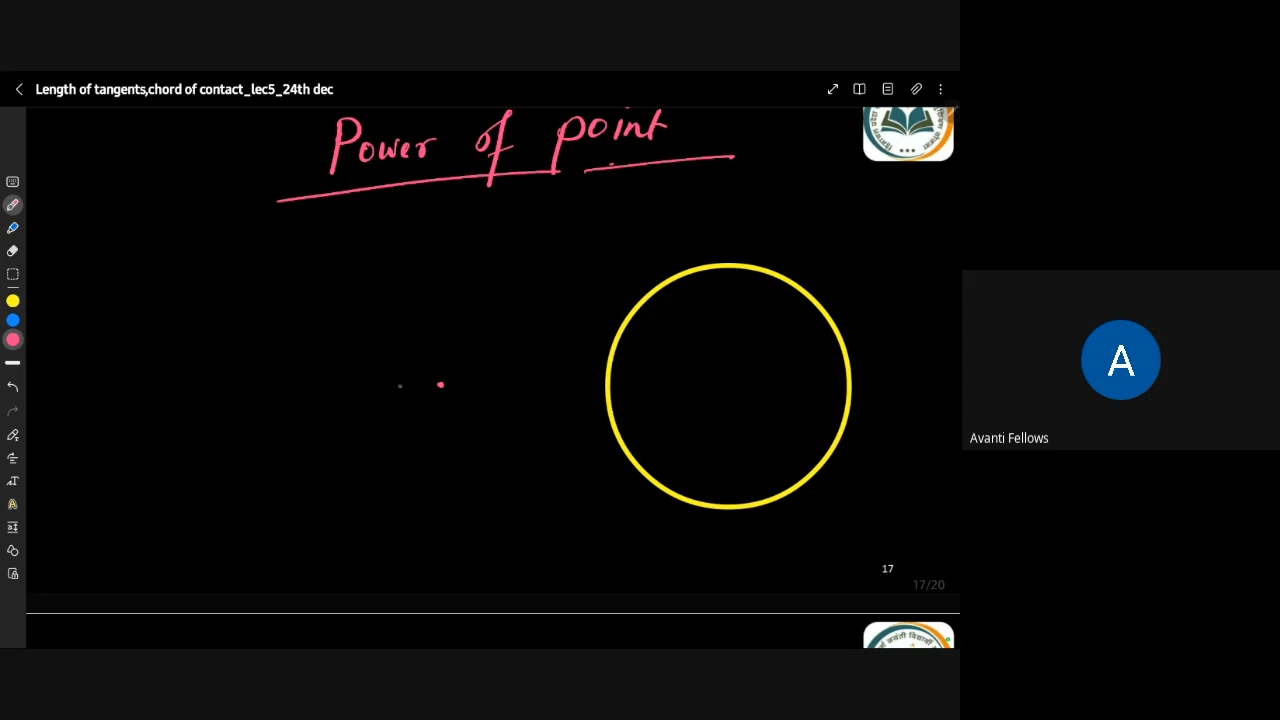 Length of tangents,chord of contact_lec5_24th dec
Power of point
A
Avanti Fellows
17
17/20